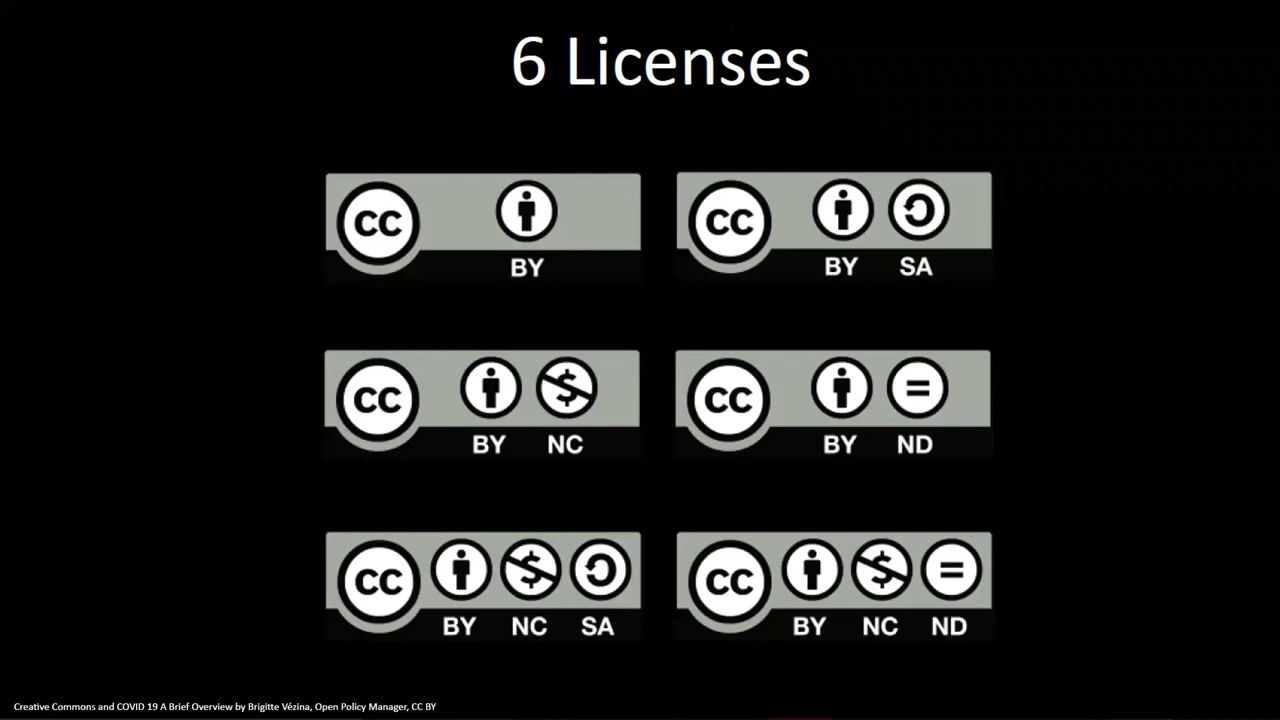 6 Licenses
CC BY
CC BY SA
CC BY NC
CC BY ND
CC BY NC SA
CC BY NC ND
Creative Commons and COVID 19 A Brief Overview by Brigitte Vézina, Open Policy Manager, CC BY